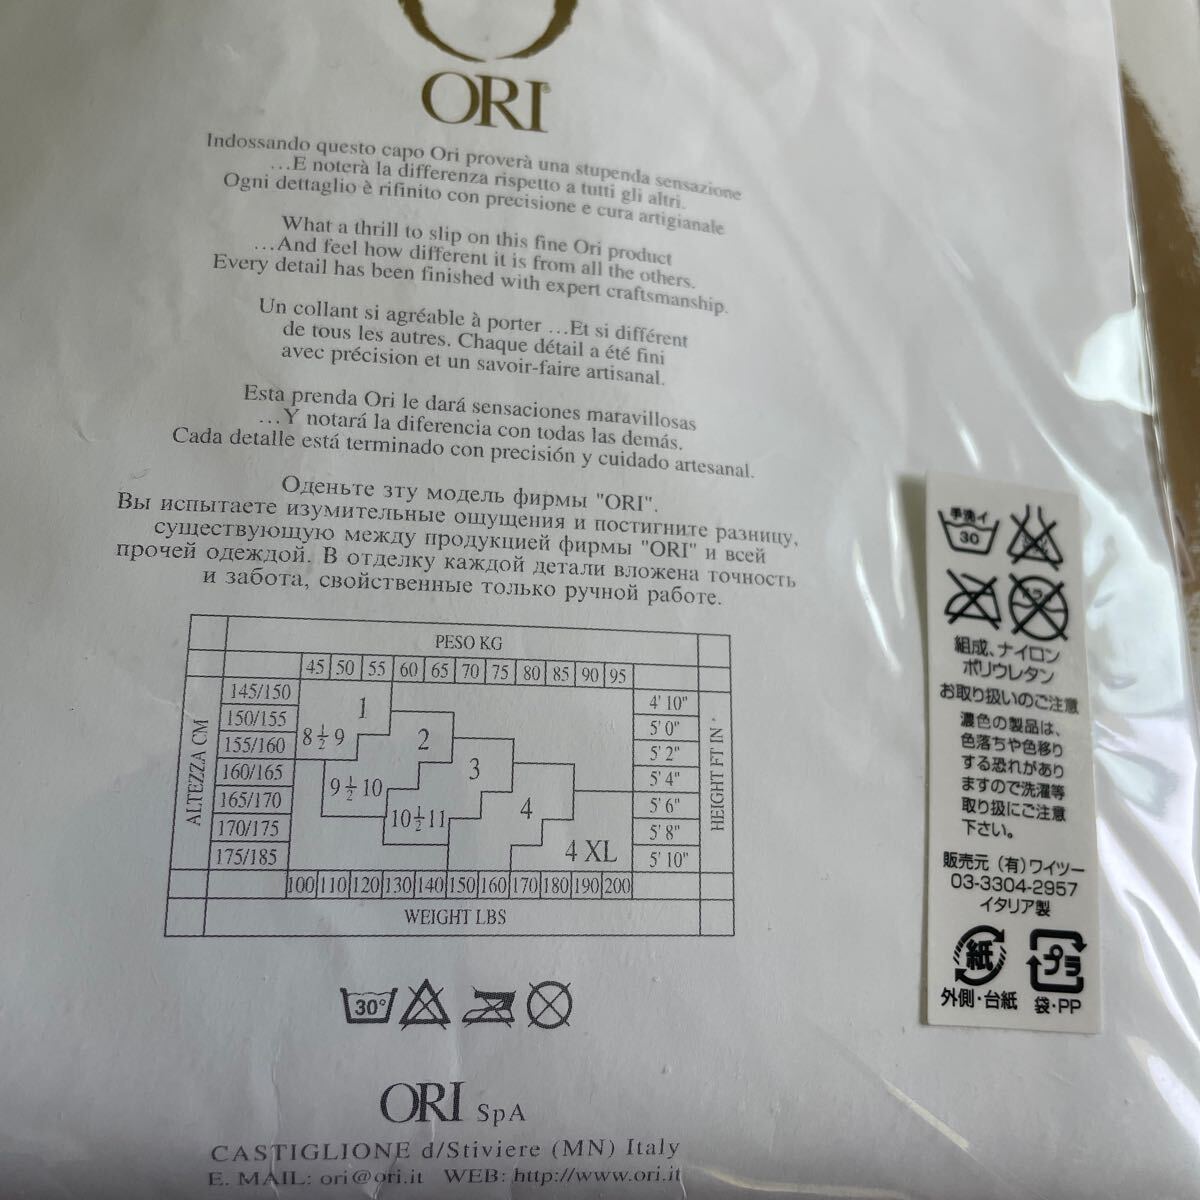 ORI®
Indossando questo capo Ori proverà una stupenda sensazione
...E noterà la differenza rispetto a tutti gli altri.
Ogni dettaglio è rifinito con precisione e cura artigianale
What a thrill to slip on this fine Ori product
...And feel how different it is from all the others.
Every detail has been finished with expert craftsmanship.
Un collant si agréable à porter ...Et si différent
de tous les autres. Chaque détail a été fini
avec précision et un savoir-faire artisanal.
Esta prenda Ori le dará sensaciones maravillosas
...Y notará la diferencia con todas las demás.
Cada detalle está terminado con precisión y cuidado artesanal.
Оденьте эту модель фирмы "ORI".
Вы испытаете изумительные ощущения и постигните разницу,
существующую между продукцией фирмы "ORI" и всей
прочей одеждой. В отделку каждой детали вложена точность
и забота, свойственные только ручной работе.
PESO KG
45 50 55 60 65 70 75 80 85 90 95
ALTEZZA CM
145/150
150/155
155/160
160/165
165/170
170/175
175/185
1
8 ½ 9
2
9 ½ 10
3
10 ½ 11
4
4 XL
4' 10"
5' 0"
5' 2"
5' 4"
5' 6"
5' 8"
5' 10"
HEIGHT FT IN ·
100 110 120 130 140 150 160 170 180 190 200
WEIGHT LBS
30°
ORI SpA
CASTIGLIONE d/Stiviere (MN) Italy
E. MAIL: ori@ori.it WEB: http://www.ori.it
手洗イ
30
組成、ナイロン
ポリウレタン
お取り扱いのご注意
濃色の製品は、
色落ちや色移り
する恐れがあり
ますので洗濯等
取り扱にご注意
下さい。
販売元 (有)ワイツー
03-3304-2957
イタリア製
紙
プラ
外側・台紙
袋・PP